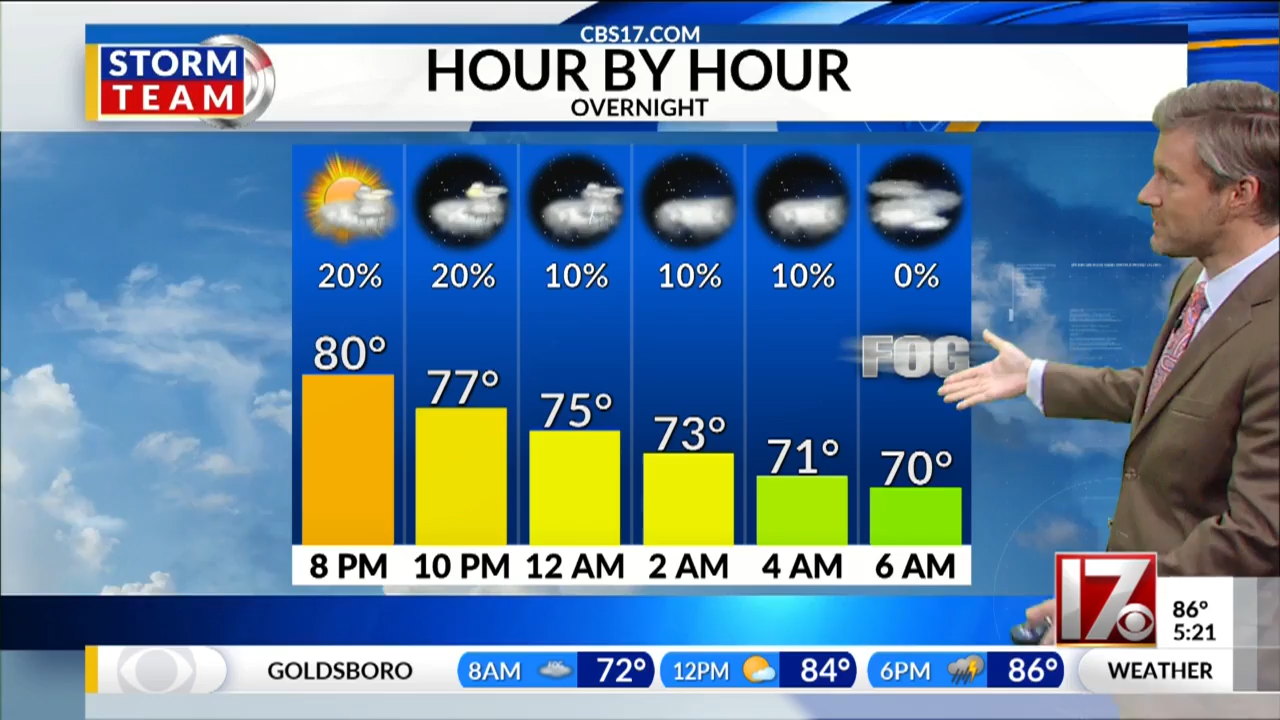 CBS17.COM
STORM TEAM
HOUR BY HOUR
OVERNIGHT
20% 20% 10% 10% 10% 0%
FOG
80° 77° 75° 73° 71° 70°
8 PM 10 PM 12 AM 2 AM 4 AM 6 AM
17
86°
5:21
GOLDSBORO 8AM 72° 12PM 84° 6PM 86° WEATHER